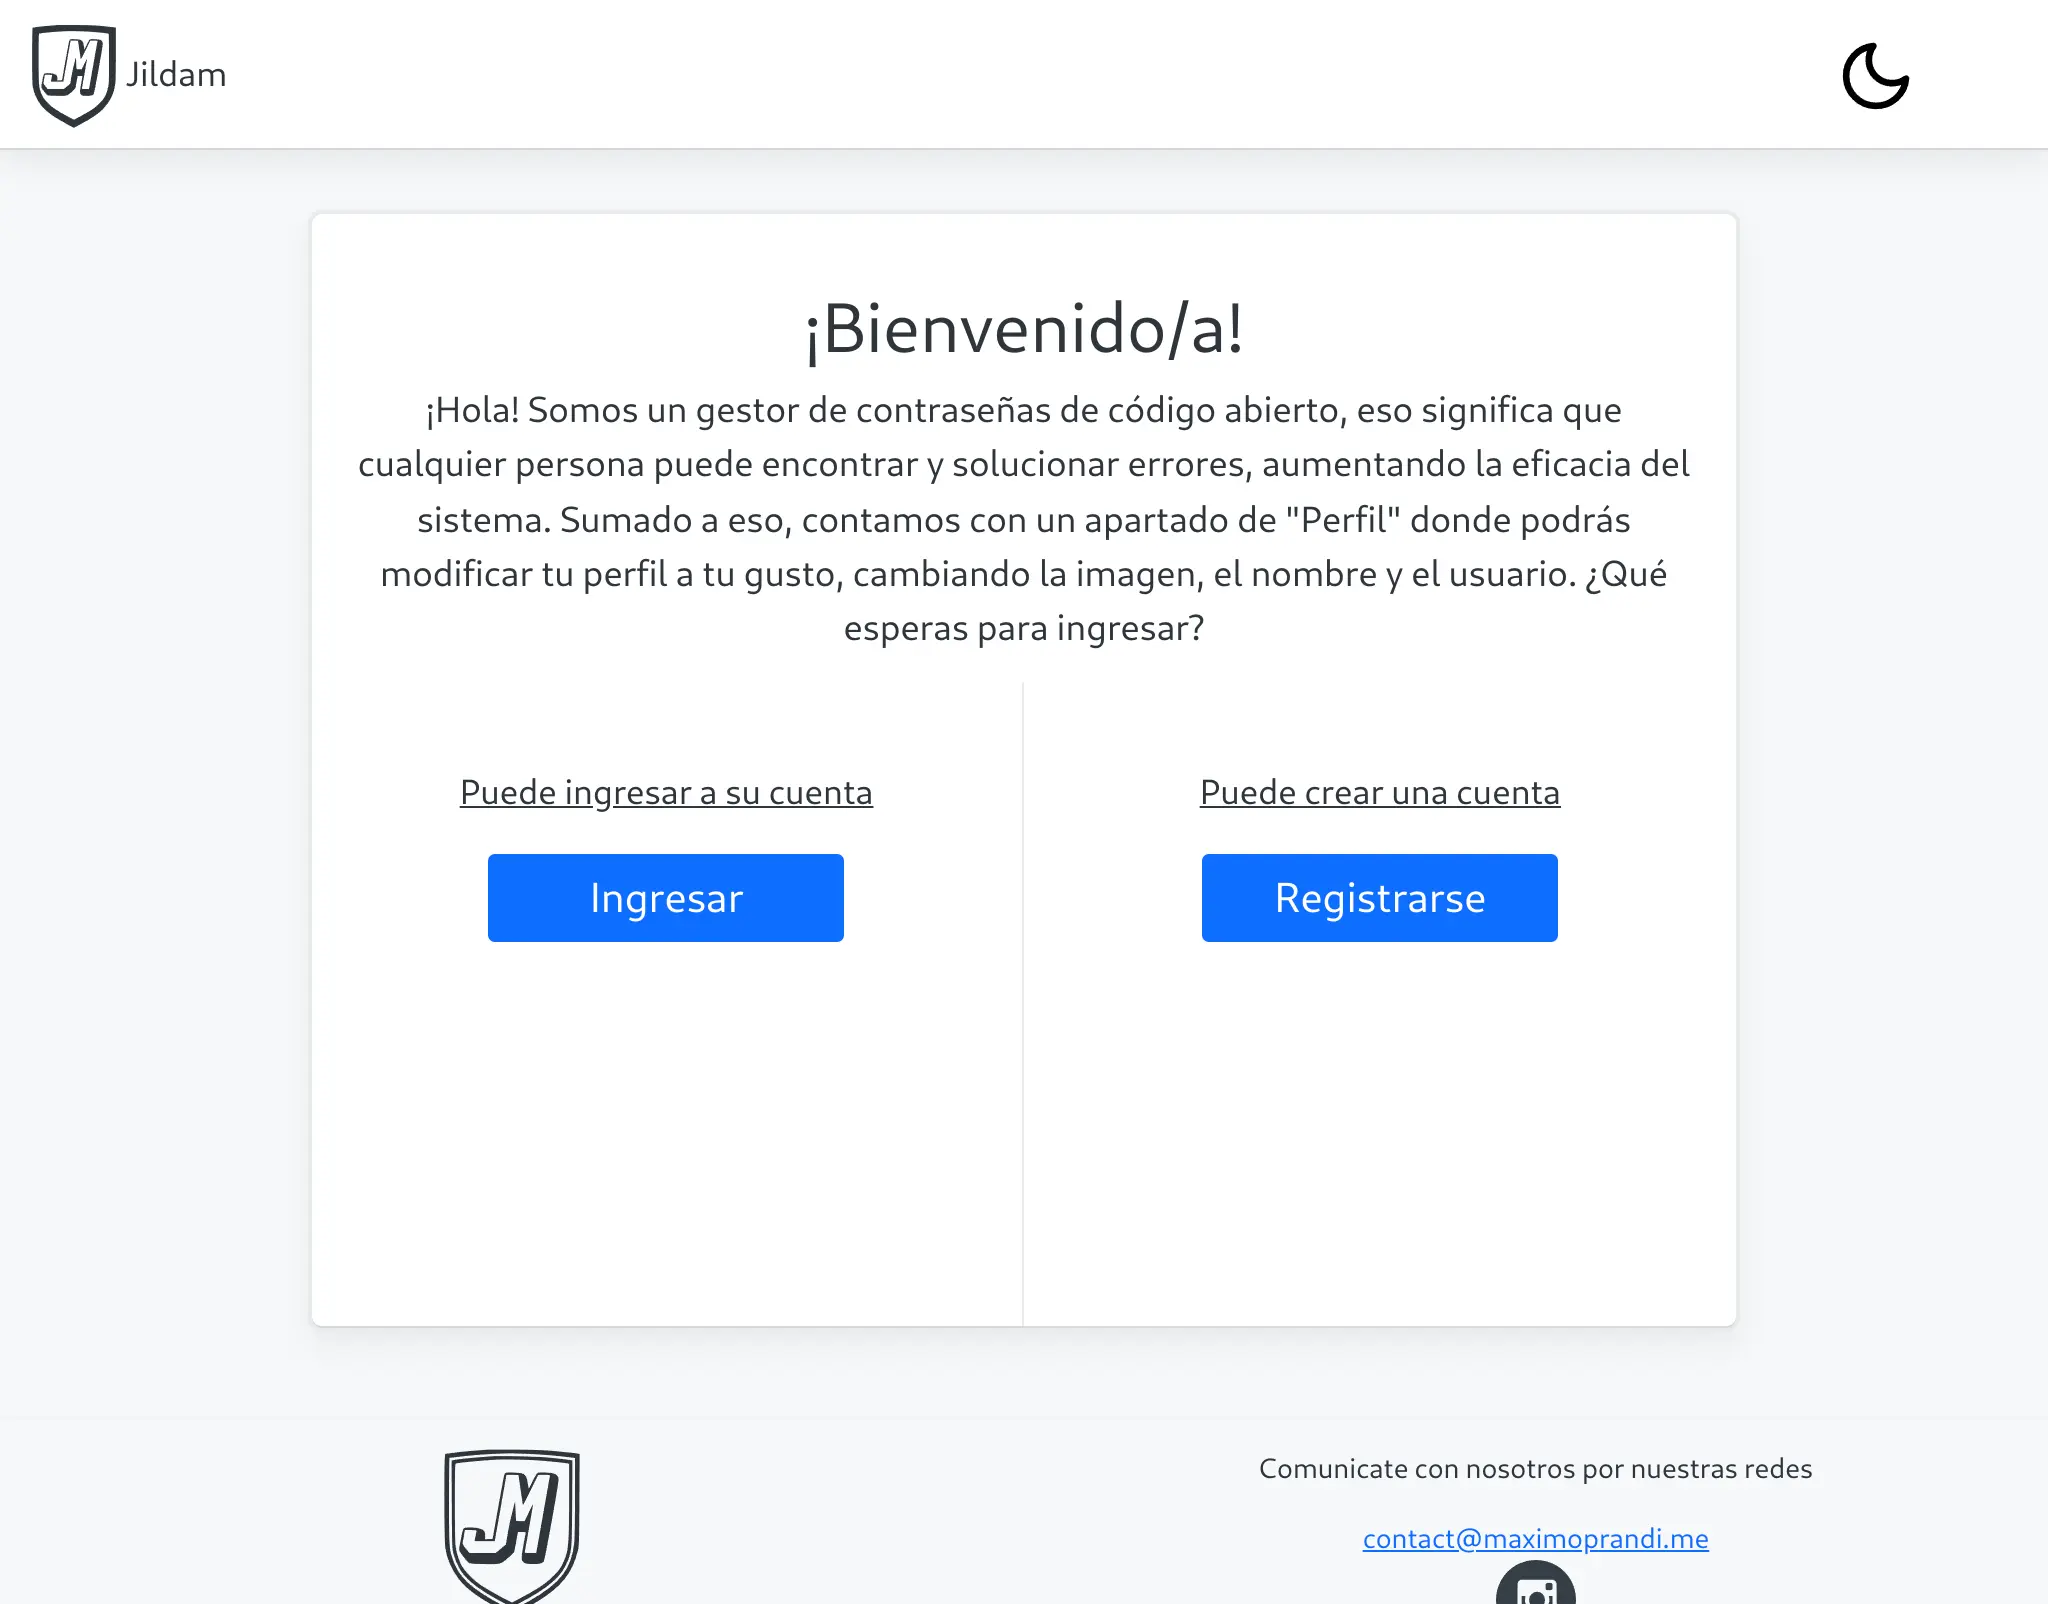 JM
Jildam
¡Bienvenido/a!
¡Hola! Somos un gestor de contraseñas de código abierto, eso significa que
cualquier persona puede encontrar y solucionar errores, aumentando la eficacia del
sistema. Sumado a eso, contamos con un apartado de "Perfil" donde podrás
modificar tu perfil a tu gusto, cambiando la imagen, el nombre y el usuario. ¿Qué
esperas para ingresar?
Puede ingresar a su cuenta
Ingresar
Puede crear una cuenta
Registrarse
JM
Comunicate con nosotros por nuestras redes
contact@maximoprandi.me